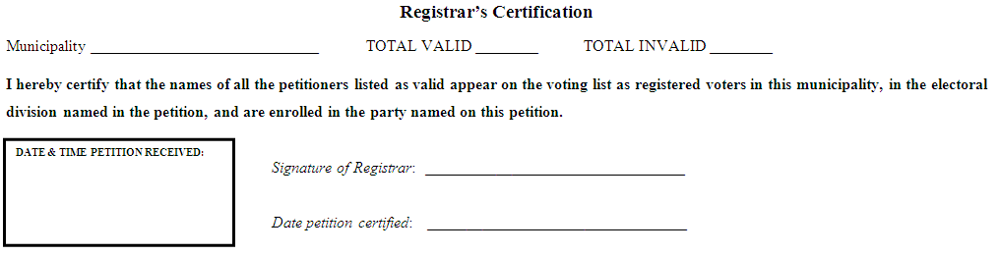 Registrar’s Certification
Municipality ____________________________ TOTAL VALID ________ TOTAL INVALID ________
I hereby certify that the names of all the petitioners listed as valid appear on the voting list as registered voters in this municipality, in the electoral
division named in the petition, and are enrolled in the party named on this petition.
DATE & TIME PETITION RECEIVED:
Signature of Registrar: ________________________________
Date petition certified: ________________________________